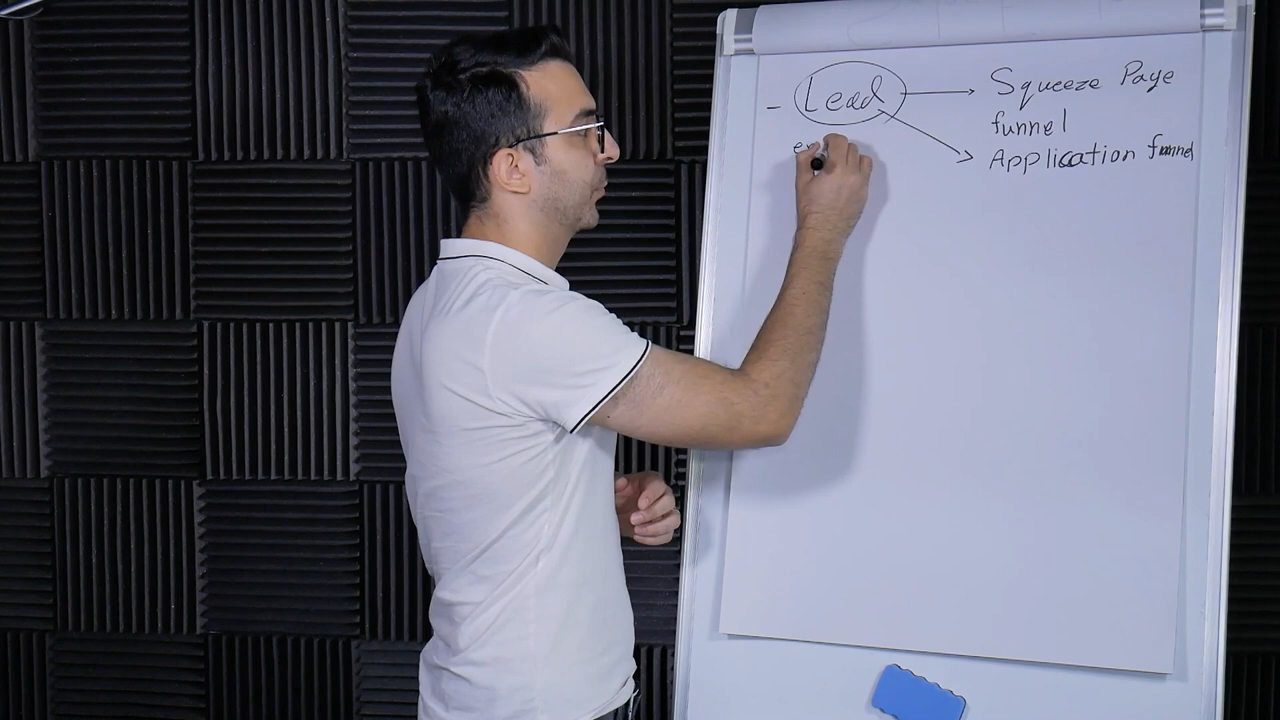 - Lead → Squeeze Page
funnel
Application funnel